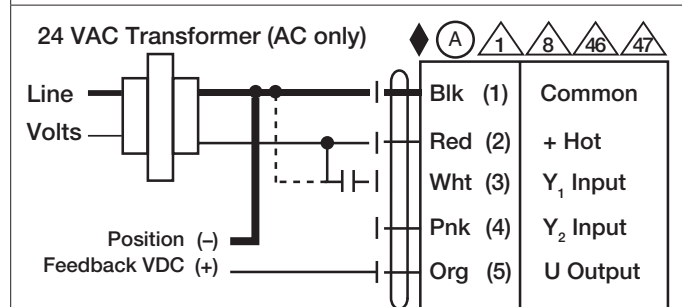 24 VAC Transformer (AC only)
A 1 8 46 47
Line
Volts
Blk (1) Common
Red (2) + Hot
Wht (3) Y₁ Input
Pnk (4) Y₂ Input
Org (5) U Output
Position (–)
Feedback VDC (+)